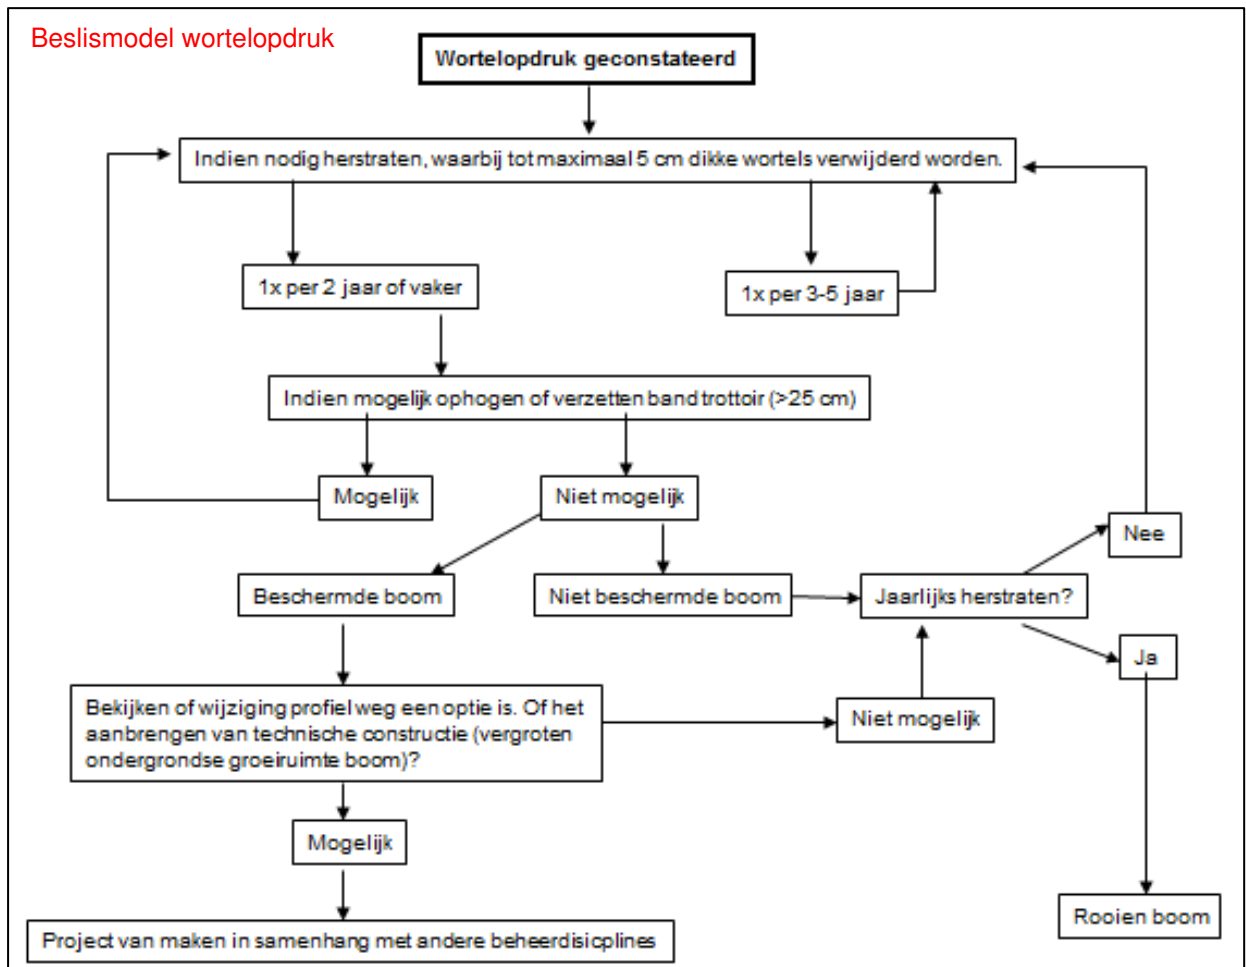 Beslismodel wortelopdruk
Wortelopdruk geconstateerd
Indien nodig herstraten, waarbij tot maximaal 5 cm dikke wortels verwijderd worden.
1x per 2 jaar of vaker
1x per 3-5 jaar
Indien mogelijk ophogen of verzetten band trottoir (>25 cm)
Mogelijk
Niet mogelijk
Nee
Beschermde boom
Niet beschermde boom
Jaarlijks herstraten?
Ja
Bekijken of wijziging profiel weg een optie is. Of het
aanbrengen van technische constructie (vergroten
ondergrondse groeiruimte boom)?
Niet mogelijk
Mogelijk
Rooien boom
Project van maken in samenhang met andere beheerdisicplines